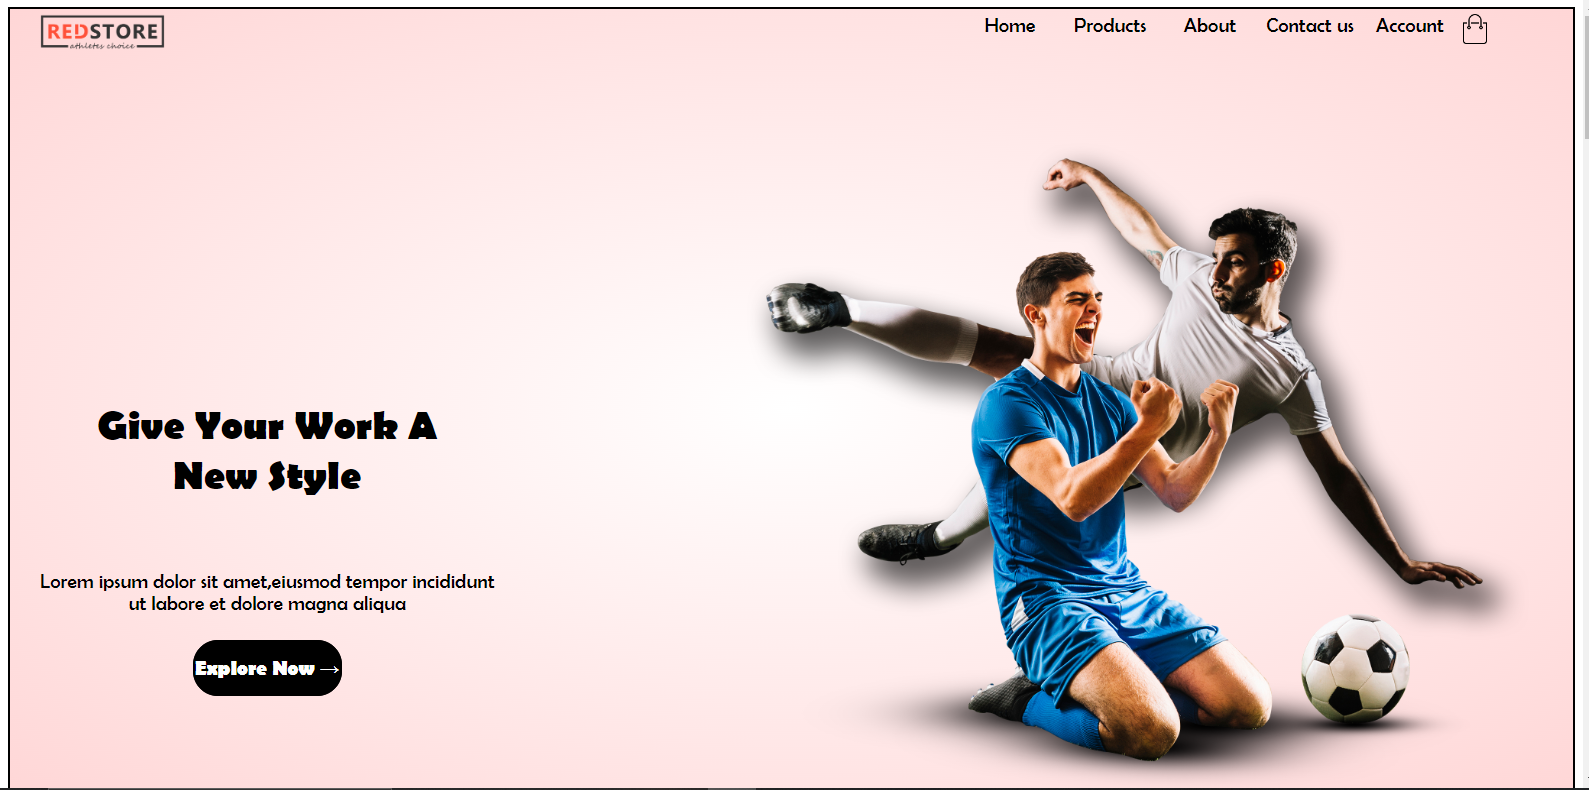 REDSTORE
athletes choice
Home Products About Contact us Account
Give Your Work A
New Style
Lorem ipsum dolor sit amet,eiusmod tempor incididunt
ut labore et dolore magna aliqua
Explore Now →